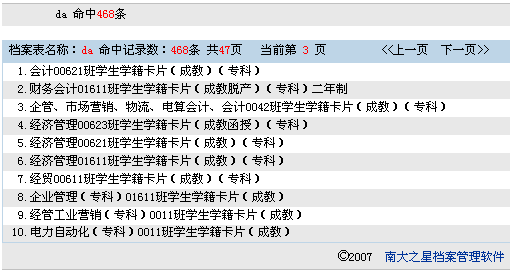 da 命中468条
档案表名称：da 命中记录数：468条 共47页 当前第 3 页 <<上一页 下一页>>
1. 会计00621班学生学籍卡片（成教）（专科）
2. 财务会计01611班学生学籍卡片（成教脱产）（专科）二年制
3. 企管、市场营销、物流、电算会计、会计0042班学生学籍卡片（成教）（专科）
4. 经济管理00623班学生学籍卡片（成教函授）（专科）
5. 经济管理00621班学生学籍卡片（成教）（专科）
6. 经济管理01611班学生学籍卡片（成教）（专科）
7. 经贸00611班学生学籍卡片（成教）（专科）
8. 企业管理（专科）01611班学生学籍卡片（成教）
9. 经管工业营销（专科）0011班学生学籍卡片（成教）
10. 电力自动化（专科）0011班学生学籍卡片（成教）
©2007 南大之星档案管理软件